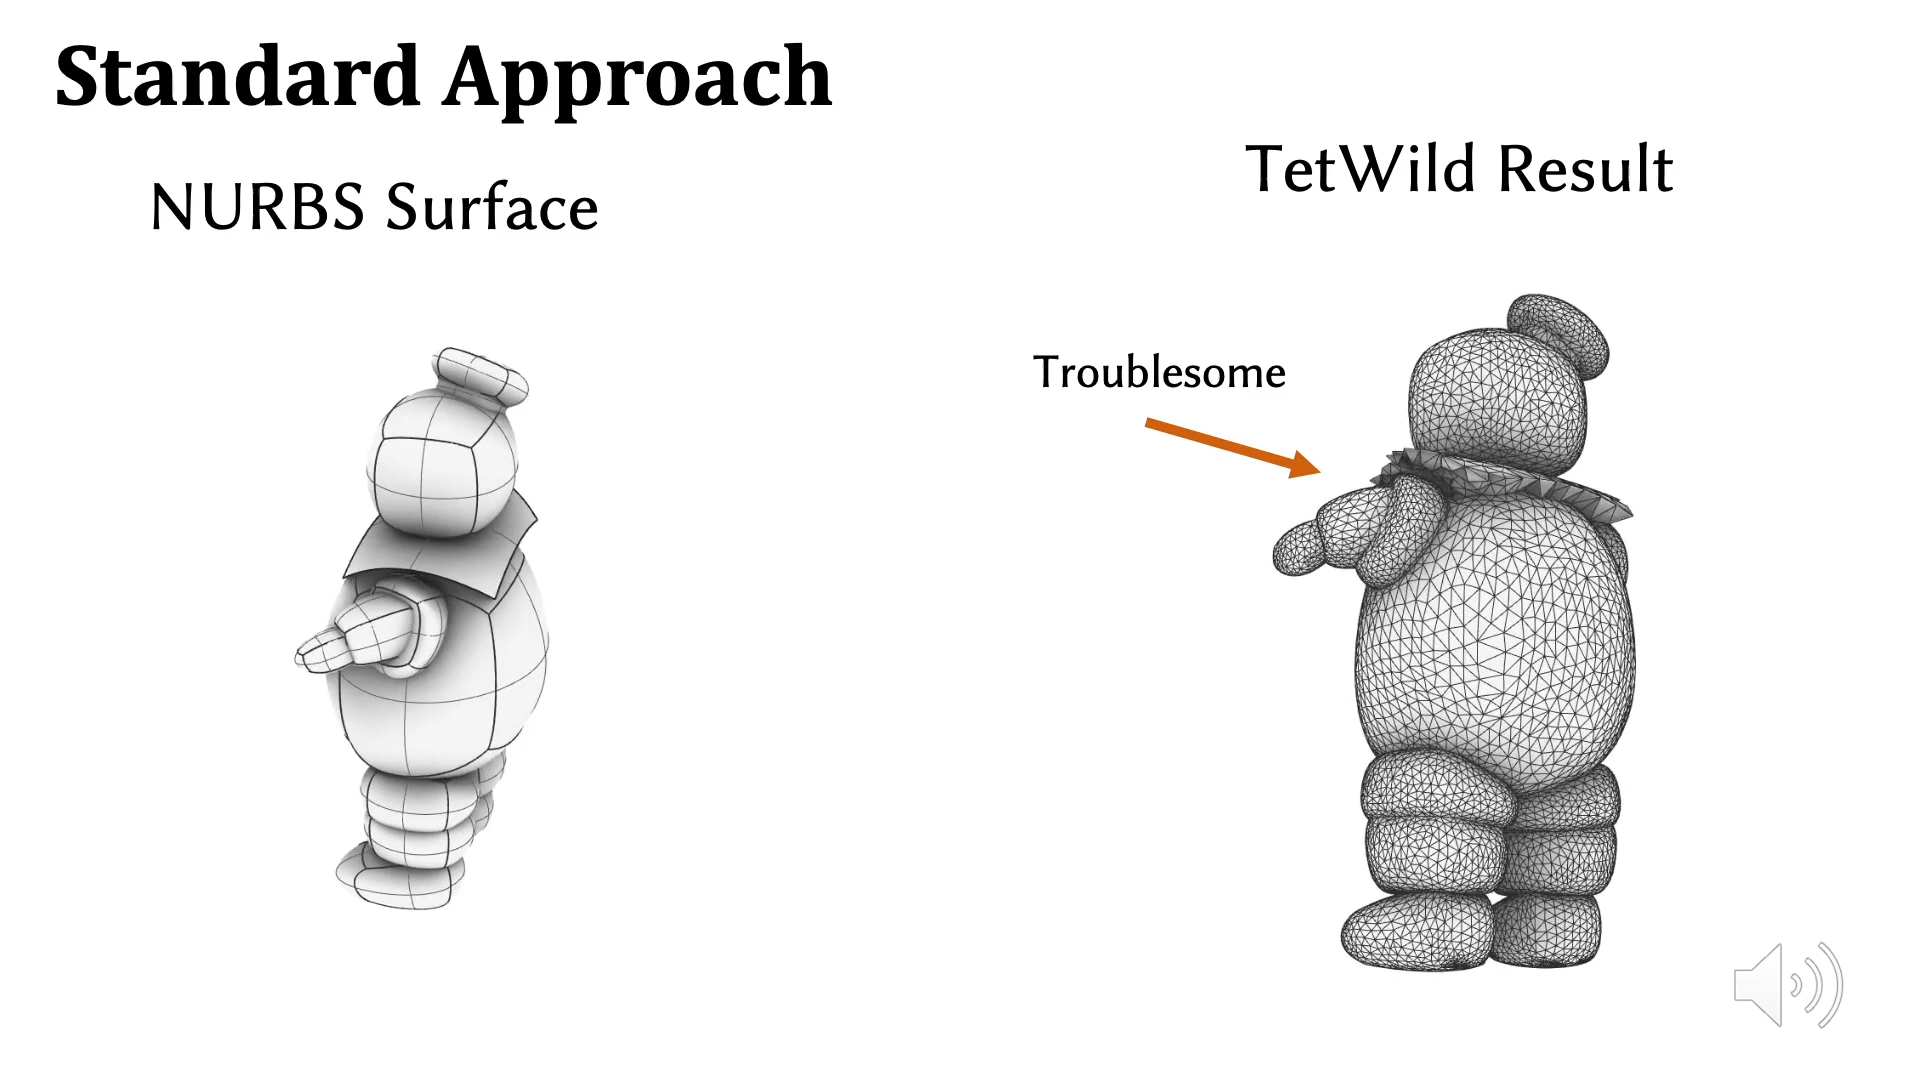 Standard Approach
NURBS Surface
TetWild Result
Troublesome